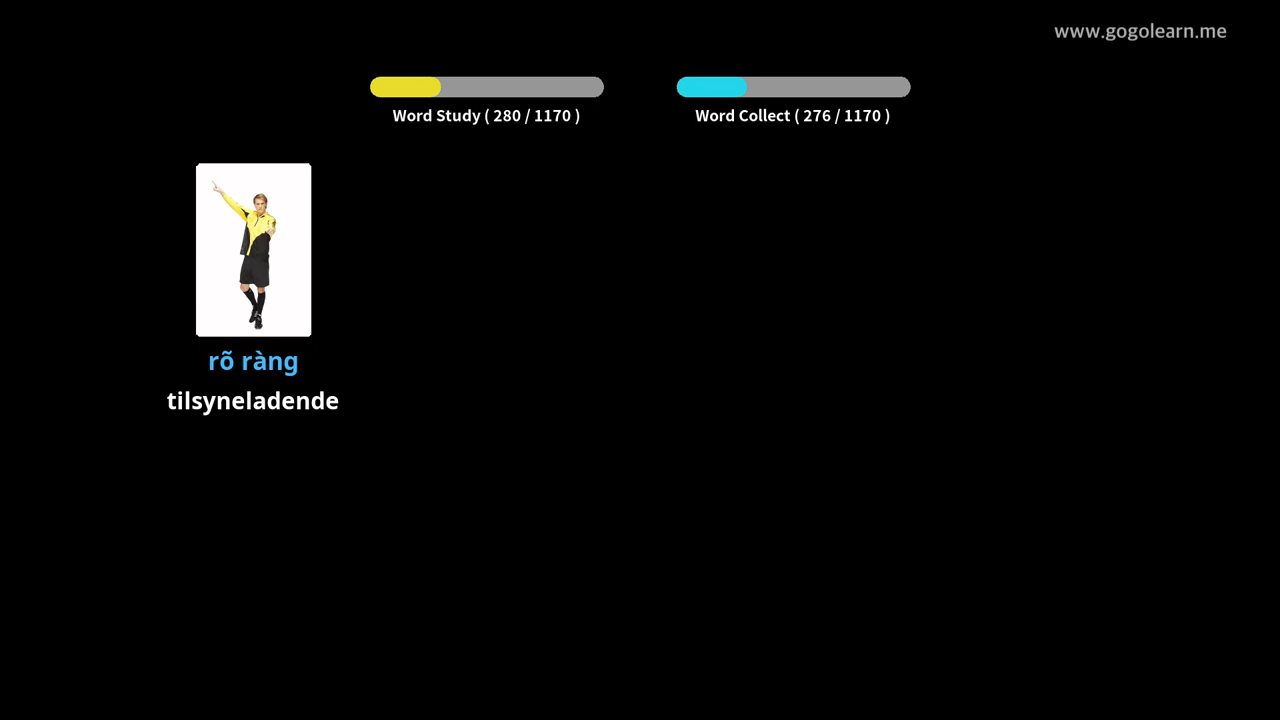 www.gogolearn.me
Word Study ( 280 / 1170 )
Word Collect ( 276 / 1170 )
rõ ràng
tilsyneladende